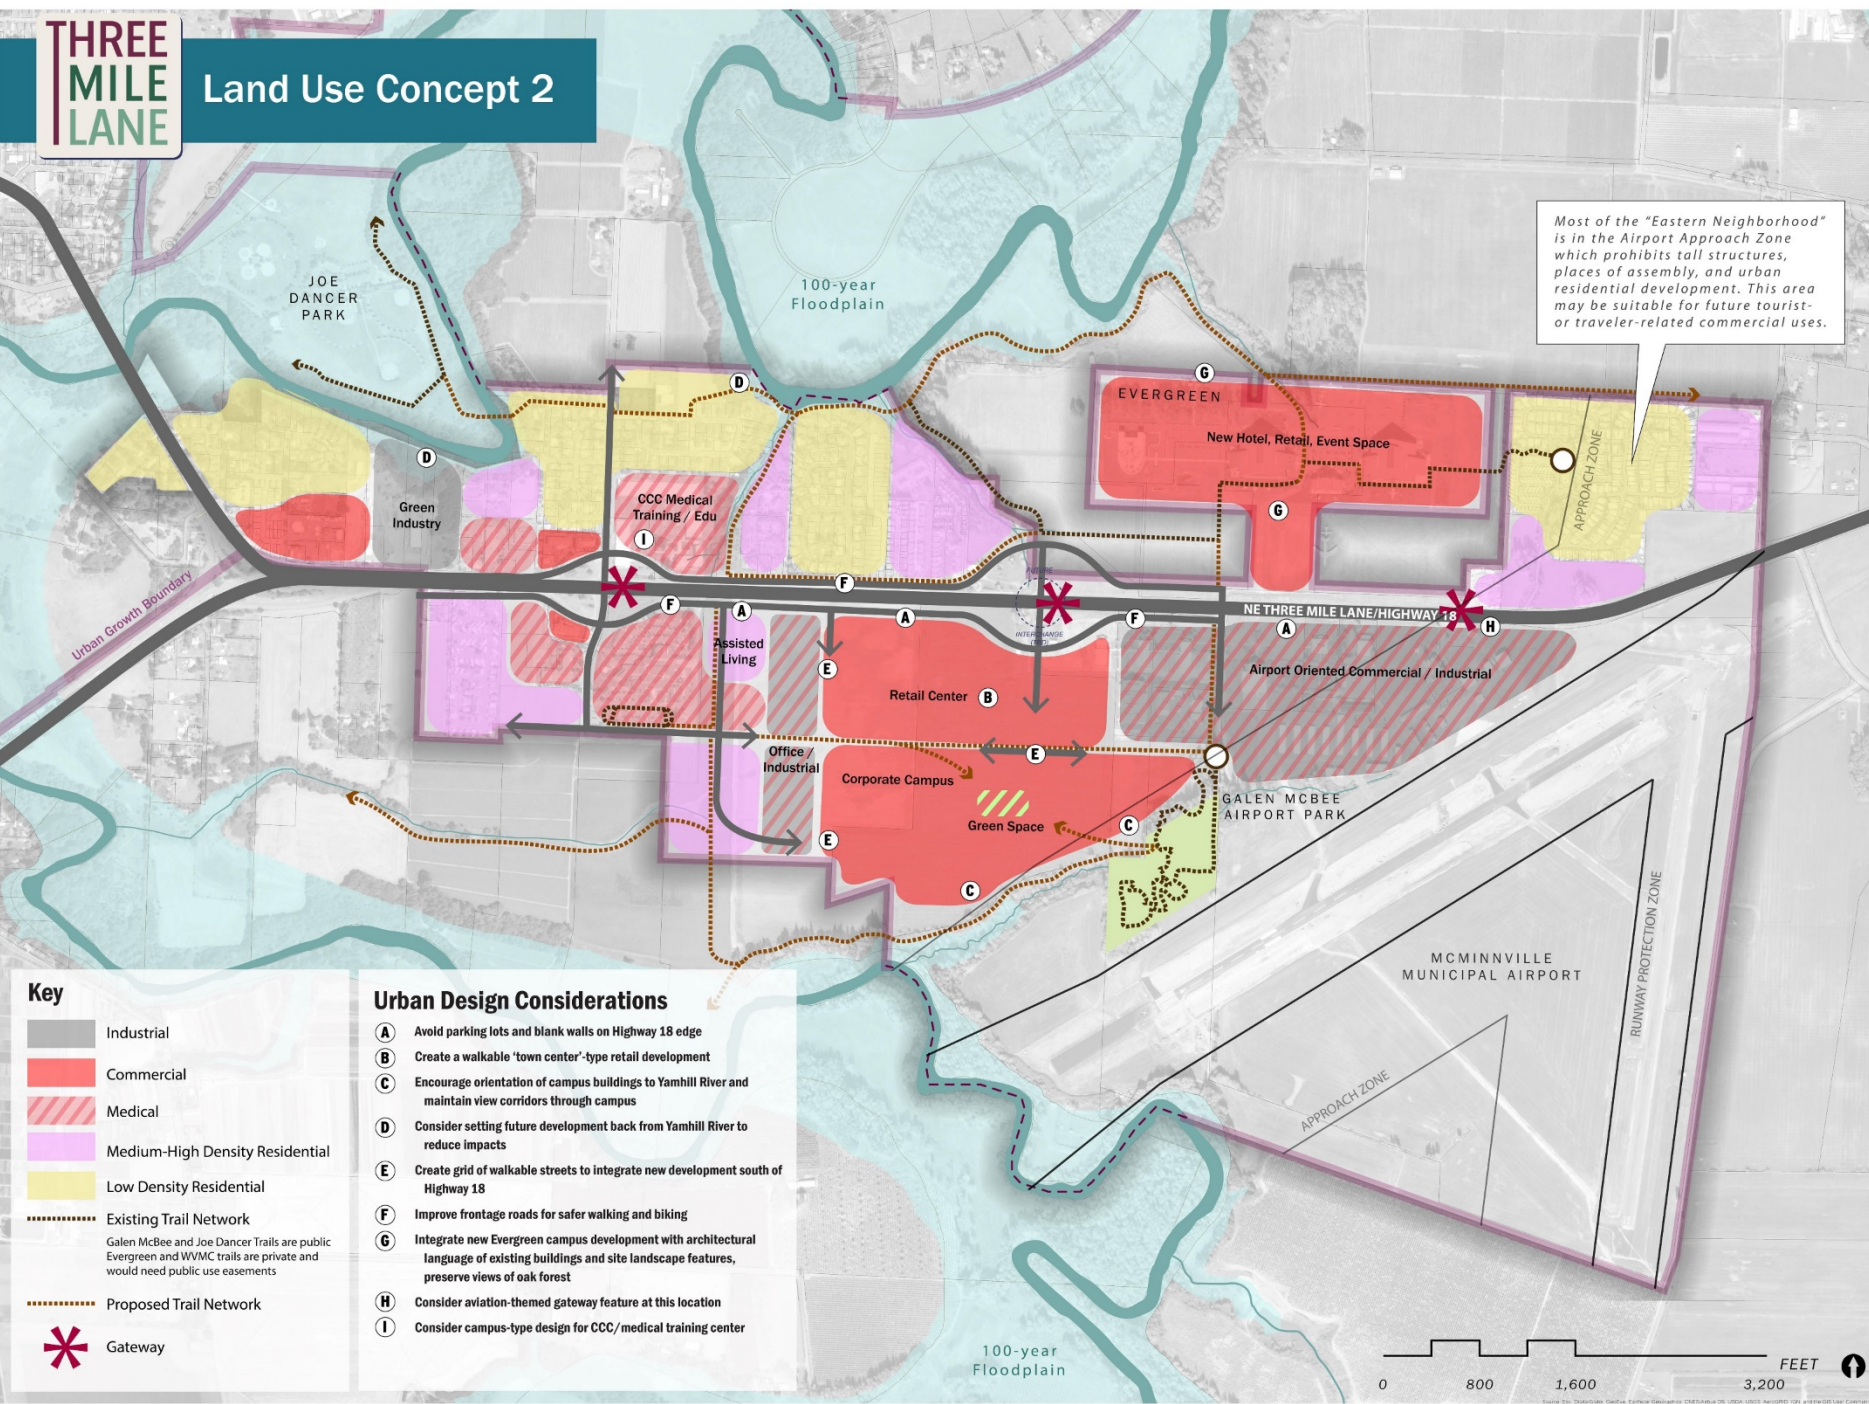 THREE
MILE
LANE
Land Use Concept 2
Most of the "Eastern Neighborhood"
is in the Airport Approach Zone
which prohibits tall structures,
places of assembly, and urban
residential development. This area
may be suitable for future tourist-
or traveler-related commercial uses.
JOE
DANCER
PARK
100-year
Floodplain
D
G
EVERGREEN
New Hotel, Retail, Event Space
APPROACH ZONE
D
Green
Industry
CCC Medical
Training / Edu
I
G
Urban Growth Boundary
F
FUTURE
INTERCHANGE
NE THREE MILE LANE/HIGHWAY 18
F
A
A
F
A
H
Assisted
Living
E
Retail Center
B
Airport Oriented Commercial / Industrial
Office /
Industrial
E
Corporate Campus
Green Space
C
E
C
GALEN MCBEE
AIRPORT PARK
MCMINNVILLE
MUNICIPAL AIRPORT
RUNWAY PROTECTION ZONE
APPROACH ZONE
Key
Industrial
Commercial
Medical
Medium-High Density Residential
Low Density Residential
Existing Trail Network
Galen McBee and Joe Dancer Trails are public
Evergreen and WVMC trails are private and
would need public use easements
Proposed Trail Network
Gateway
Urban Design Considerations
A Avoid parking lots and blank walls on Highway 18 edge
B Create a walkable 'town center'-type retail development
C Encourage orientation of campus buildings to Yamhill River and
maintain view corridors through campus
D Consider setting future development back from Yamhill River to
reduce impacts
E Create grid of walkable streets to integrate new development south of
Highway 18
F Improve frontage roads for safer walking and biking
G Integrate new Evergreen campus development with architectural
language of existing buildings and site landscape features,
preserve views of oak forest
H Consider aviation-themed gateway feature at this location
I Consider campus-type design for CCC/medical training center
100-year
Floodplain
FEET
0 800 1,600 3,200